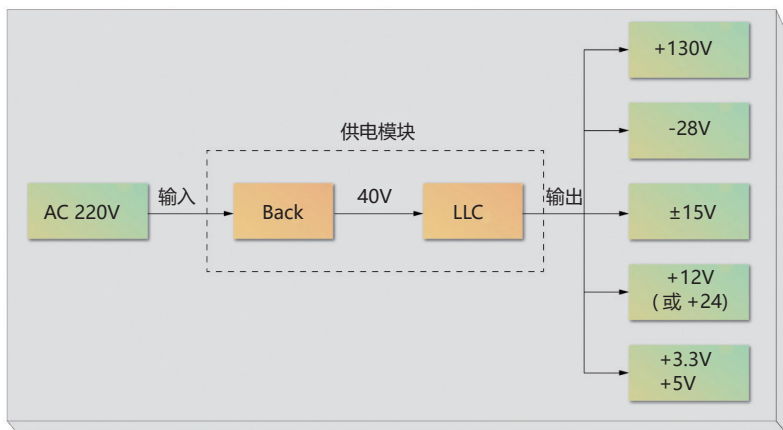 供电模块
AC 220V
输入
Back
40V
LLC
输出
+130V
-28V
±15V
+12V
(或 +24)
+3.3V
+5V